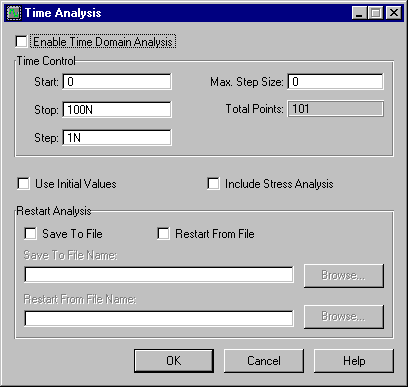 Time Analysis
Enable Time Domain Analysis
Time Control
Start: 0 Max. Step Size: 0
Stop: 100N Total Points: 101
Step: 1N
Use Initial Values Include Stress Analysis
Restart Analysis
Save To File Restart From File
Save To File Name:
Browse...
Restart From File Name:
Browse...
OK Cancel Help